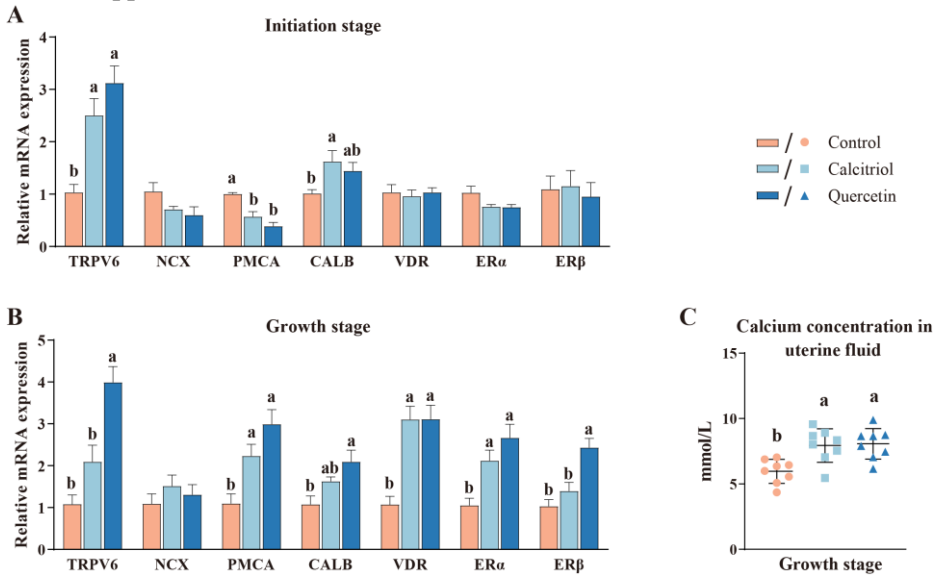 A
Initiation stage
Relative mRNA expression
4
3
2
1
0
b a a
a b b
b a ab
TRPV6 NCX PMCA CALB VDR ERα ERβ
/ Control
/ Calcitriol
/ Quercetin
B
Growth stage
Relative mRNA expression
5
4
3
2
1
0
b b a
b a a
b ab a
b a a
b a a
b b a
TRPV6 NCX PMCA CALB VDR ERα ERβ
C
Calcium concentration in
uterine fluid
mmol/L
15
10
5
0
b a a
Growth stage